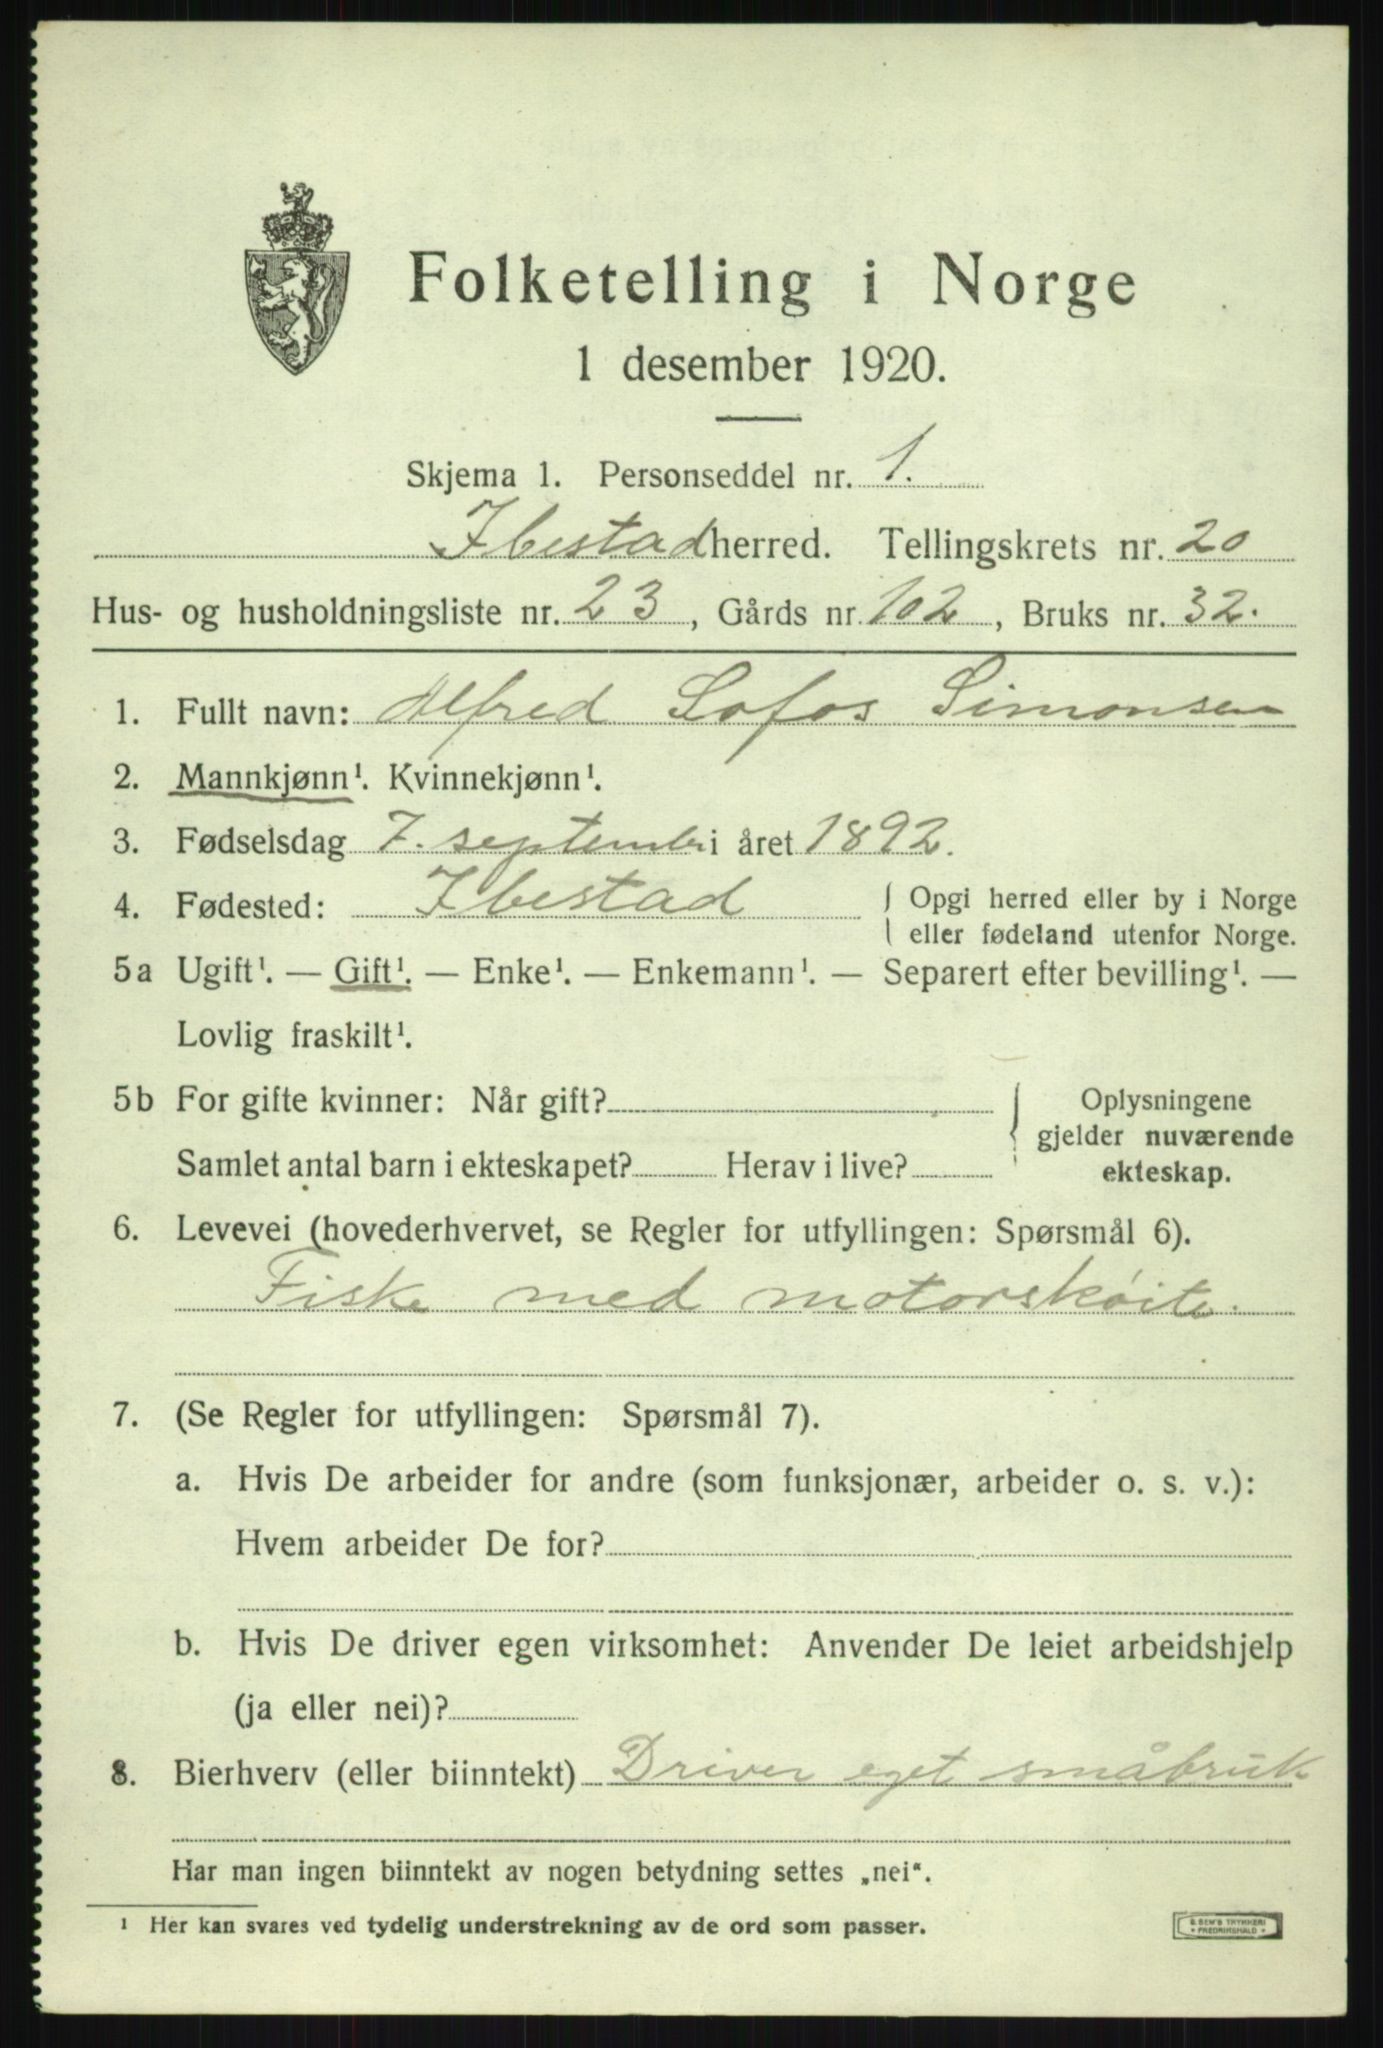 Folketelling i Norge
1 desember 1920.
Skjema 1. Personseddel nr. 1.
Ibestad herred. Tellingskrets nr. 20
Hus- og husholdningsliste nr. 23, Gårds nr. 102, Bruks nr. 32.
1. Fullt navn: Alfred Sofos Simonsen
2. Mannkjønn¹. Kvinnekjønn¹.
3. Fødselsdag 7. septembr i året 1892.
4. Fødested: Ibestad { Opgi herred eller by i Norge
eller fødeland utenfor Norge.
5a Ugift¹. — Gift¹. — Enke¹. — Enkemann¹. — Separert efter bevilling¹. —
Lovlig fraskilt¹.
5b For gifte kvinner: Når gift? } Oplysningene
gjelder nuværende
Samlet antal barn i ekteskapet? Herav i live? ekteskap.
6. Levevei (hovederhvervet, se Regler for utfyllingen: Spørsmål 6).
Fiske med motorskøite.
7. (Se Regler for utfyllingen: Spørsmål 7).
a. Hvis De arbeider for andre (som funksjonær, arbeider o. s. v.):
Hvem arbeider De for?
b. Hvis De driver egen virksomhet: Anvender De leiet arbeidshjelp
(ja eller nei)?
8. Bierhverv (eller biinntekt) Driver eget småbruk
Har man ingen biinntekt av nogen betydning settes „nei“.
¹ Her kan svares ved tydelig understrekning av de ord som passer.
S. SEM'S TRYKKERI
• FREDRIKSHALD •